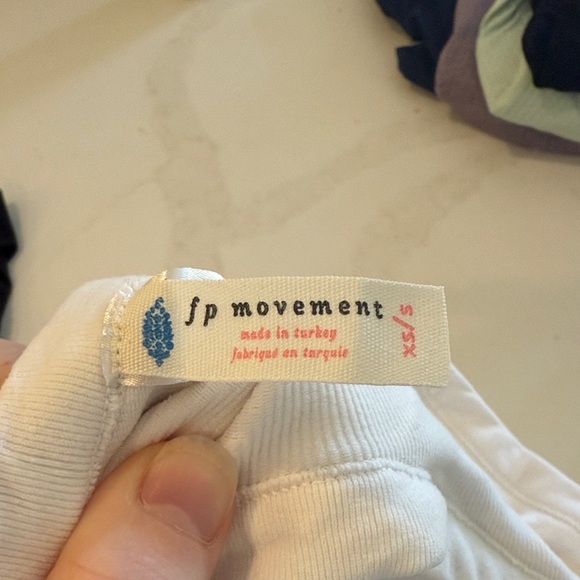 fp movement
made in turkey
fabriqué en turquie
xs/s